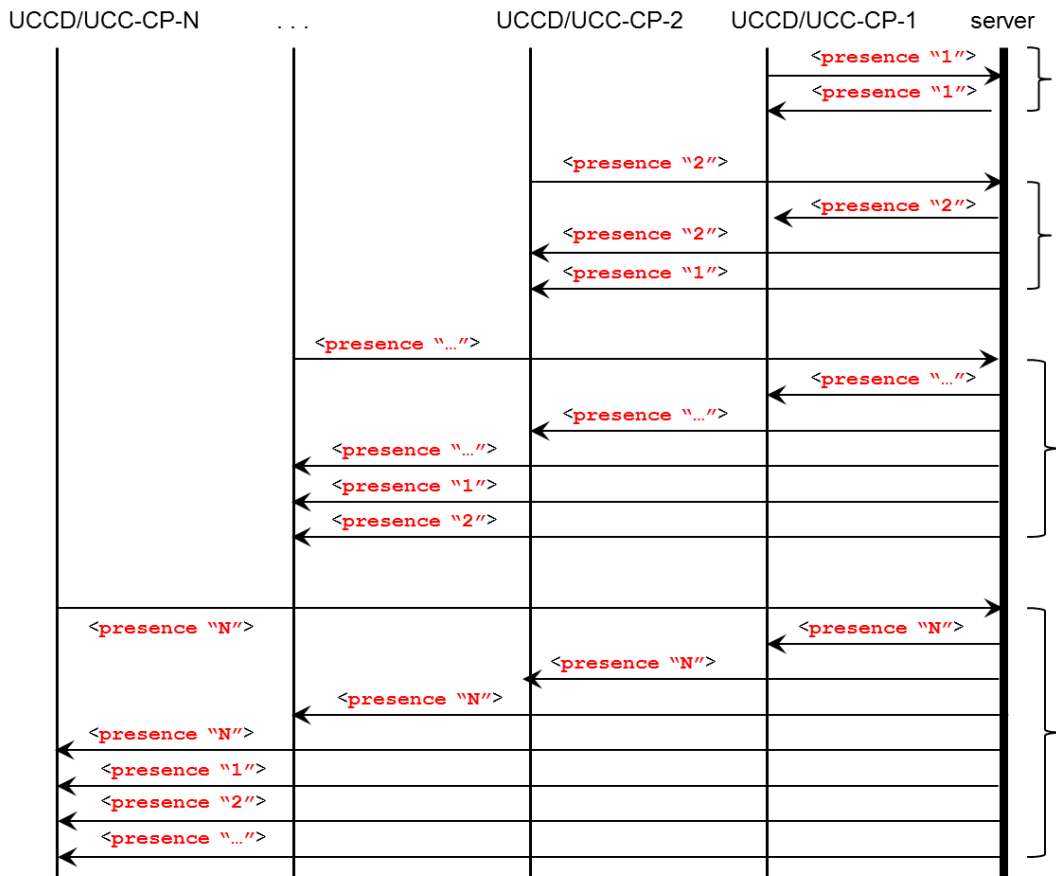 UCCD/UCC-CP-N . . . UCCD/UCC-CP-2 UCCD/UCC-CP-1 server
<presence “1”>
<presence “1”>
<presence “2”>
<presence “2”>
<presence “2”>
<presence “1”>
<presence “…”>
<presence “…”>
<presence “…”>
<presence “…”>
<presence “1”>
<presence “2”>
<presence “N”>
<presence “N”>
<presence “N”>
<presence “N”>
<presence “N”>
<presence “1”>
<presence “2”>
<presence “…”>